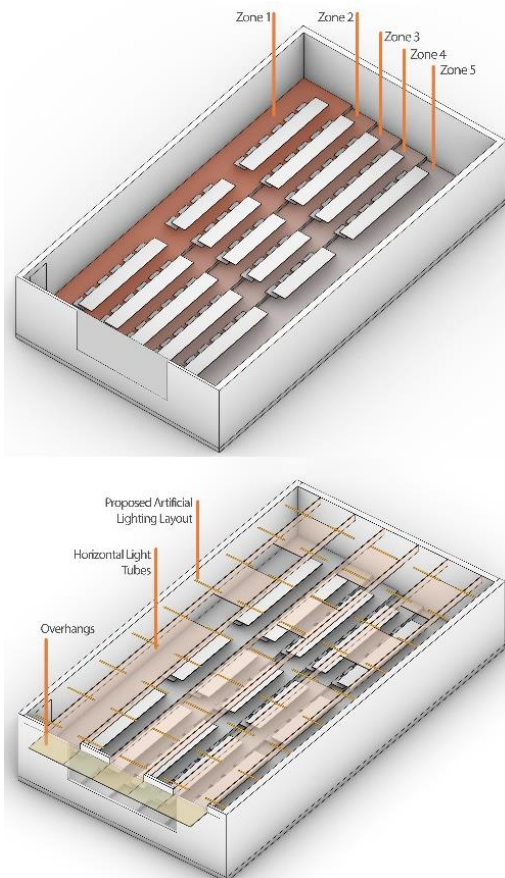 Zone 1
Zone 2
Zone 3
Zone 4
Zone 5
Proposed Artificial
Lighting Layout
Horizontal Light
Tubes
Overhangs